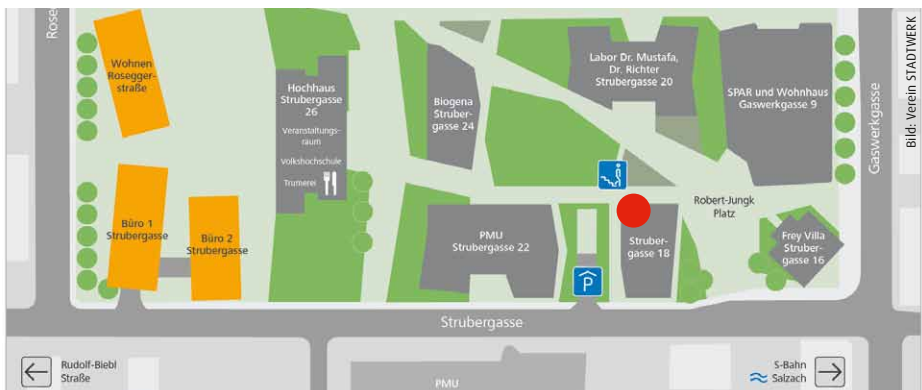 Rose
Wohnen
Rosegger-
straße
Hochhaus
Strubergasse
26
Veranstaltungs-
raum
Volkshochschule
Trumerei
Biogena
Struber-
gasse 24
Labor Dr. Mustafa,
Dr. Richter
Strubergasse 20
SPAR und Wohnhaus
Gaswerkgasse 9
Gaswerkgasse
Bild: Verein STADTWERK
Büro 1
Strubergasse
Büro 2
Strubergasse
PMU
Strubergasse 22
P
Struber-
gasse 18
Robert-Jungk
Platz
Frey Villa
Struber-
gasse 16
Strubergasse
Rudolf-Biebl
Straße
PMU
S-Bahn
Salzach